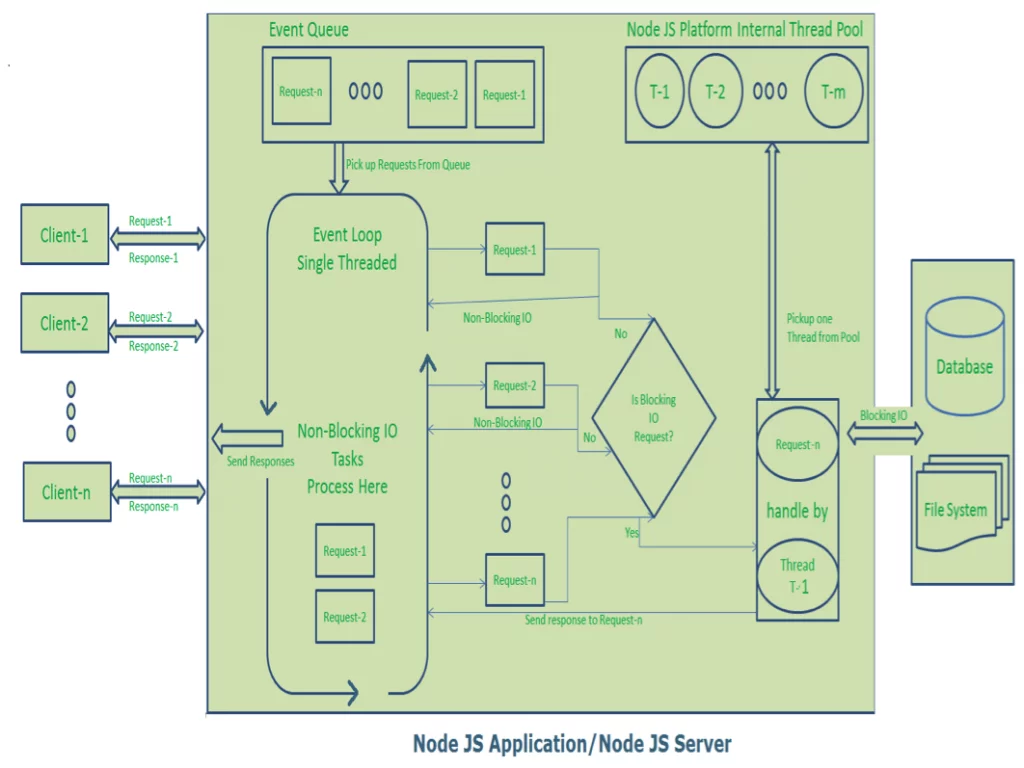 Event Queue
Node JS Platform Internal Thread Pool
Request-n
Request-2
Request-1
T-1
T-2
T-m
Pick up Requests From Queue
Client-1
Request-1
Response-1
Event Loop
Single Threaded
Request-1
Non-Blocking IO
No
Pickup one
Thread from Pool
Client-2
Request-2
Response-2
Request-2
Non-Blocking IO
No
Is Blocking
IO
Request?
Database
Blocking IO
Request-n
Send Responses
Non-Blocking IO
Tasks
Process Here
Client-n
Request-n
Response-n
handle by
File System
Yes
Request-1
Request-n
Thread
T-1
Request-2
Send response to Request-n
Node JS Application/Node JS Server